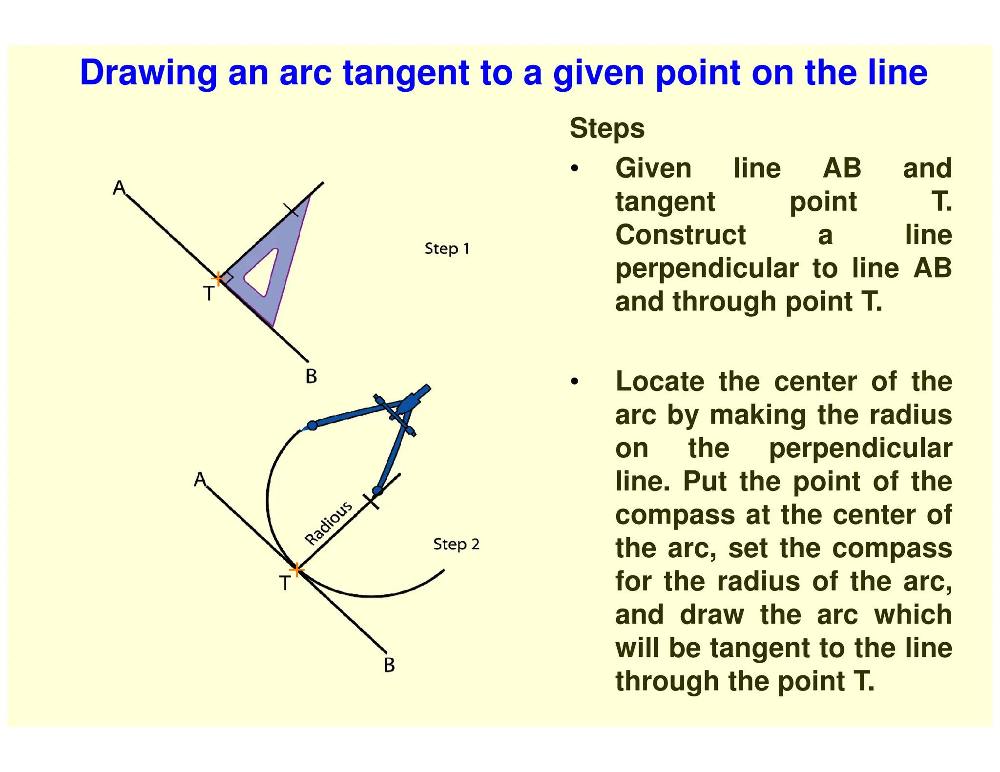 Drawing an arc tangent to a given point on the line
Steps
• Given line AB and
tangent point T.
Construct a line
perpendicular to line AB
and through point T.
• Locate the center of the
arc by making the radius
on the perpendicular
line. Put the point of the
compass at the center of
the arc, set the compass
for the radius of the arc,
and draw the arc which
will be tangent to the line
through the point T.
A
Step 1
T
B
A
Radious
Step 2
T
B